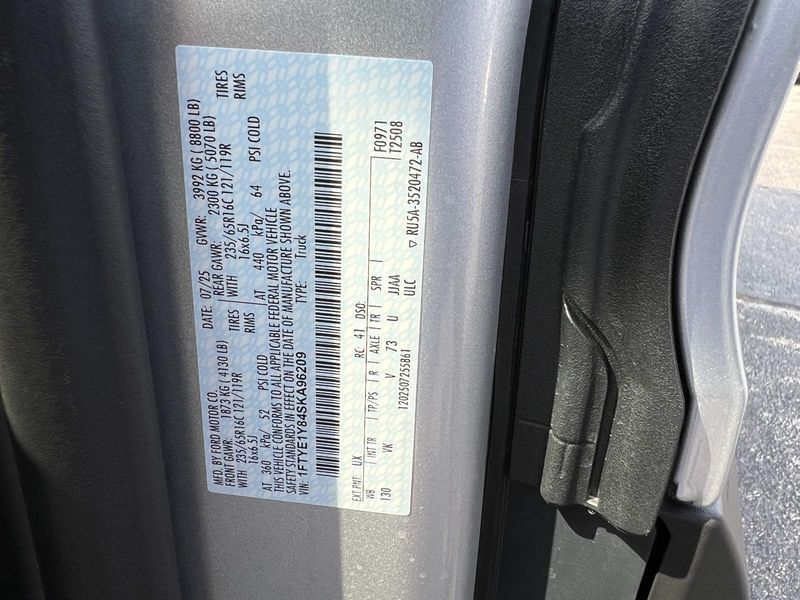 MFD. BY FORD MOTOR CO. DATE: 07/25 GVWR: 3992 KG ( 8800 LB)
FRONT GAWR: 1873 KG ( 4130 LB) REAR GAWR: 2300 KG ( 5070 LB)
WITH 235/65R16C 121/119R TIRES WITH 235/65R16C 121/119R TIRES
16x6.5J RIMS 16x6.5J RIMS
AT 360 kPa/ 52 PSI COLD AT 440 kPa/ 64 PSI COLD
THIS VEHICLE CONFORMS TO ALL APPLICABLE FEDERAL MOTOR VEHICLE
SAFETY STANDARDS IN EFFECT ON THE DATE OF MANUFACTURE SHOWN ABOVE.
VIN: 1FTYE1Y84SKA96209 TYPE: Truck
EXT PNT: UX RC: 41 DSO: F0971
WB INT TR TP/PS R AXLE TR SPR T2508
130 VK V 73 U JJAA
1202507255861 ULC ▽ RU5A-3520472-AB